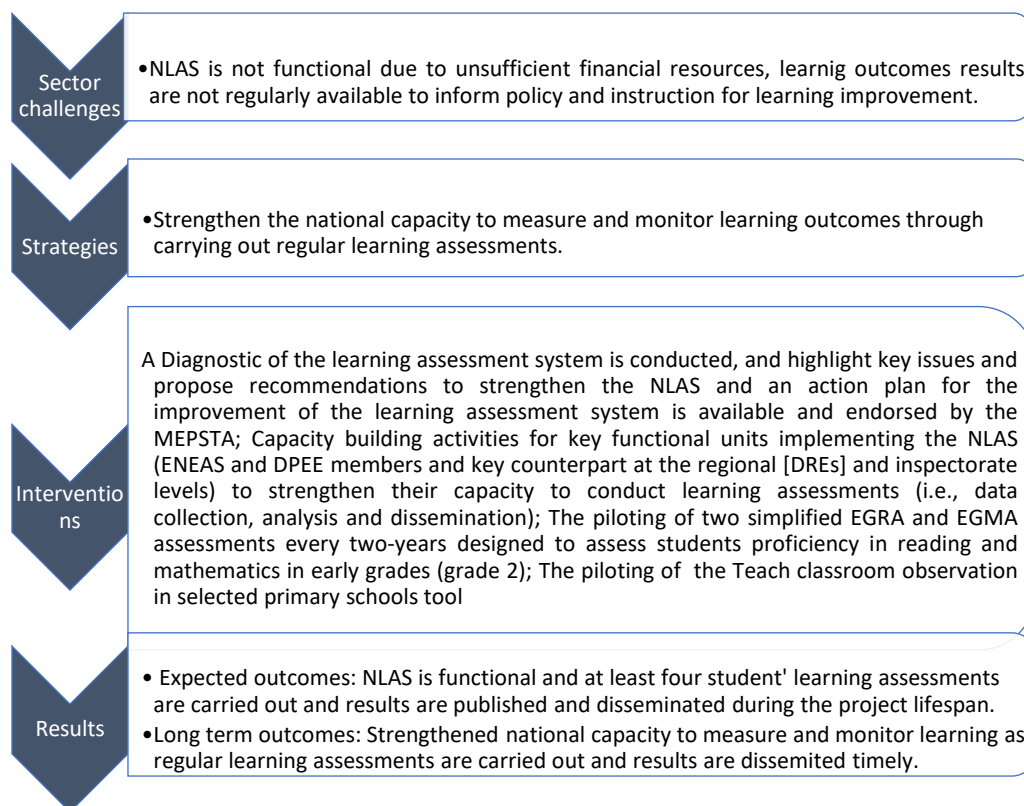 Sector
challenges
•NLAS is not functional due to unsufficient financial resources, learnig outcomes results
are not regularly available to inform policy and instruction for learning improvement.
Strategies
•Strengthen the national capacity to measure and monitor learning outcomes through
carrying out regular learning assessments.
Interventio
ns
A Diagnostic of the learning assessment system is conducted, and highlight key issues and
propose recommendations to strengthen the NLAS and an action plan for the
improvement of the learning assessment system is available and endorsed by the
MEPSTA; Capacity building activities for key functional units implementing the NLAS
(ENEAS and DPEE members and key counterpart at the regional [DREs] and inspectorate
levels) to strengthen their capacity to conduct learning assessments (i.e., data
collection, analysis and dissemination); The piloting of two simplified EGRA and EGMA
assessments every two-years designed to assess students proficiency in reading and
mathematics in early grades (grade 2); The piloting of the Teach classroom observation
in selected primary schools tool
Results
• Expected outcomes: NLAS is functional and at least four student' learning assessments
are carried out and results are published and disseminated during the project lifespan.
•Long term outcomes: Strengthened national capacity to measure and monitor learning as
regular learning assessments are carried out and results are dissemited timely.